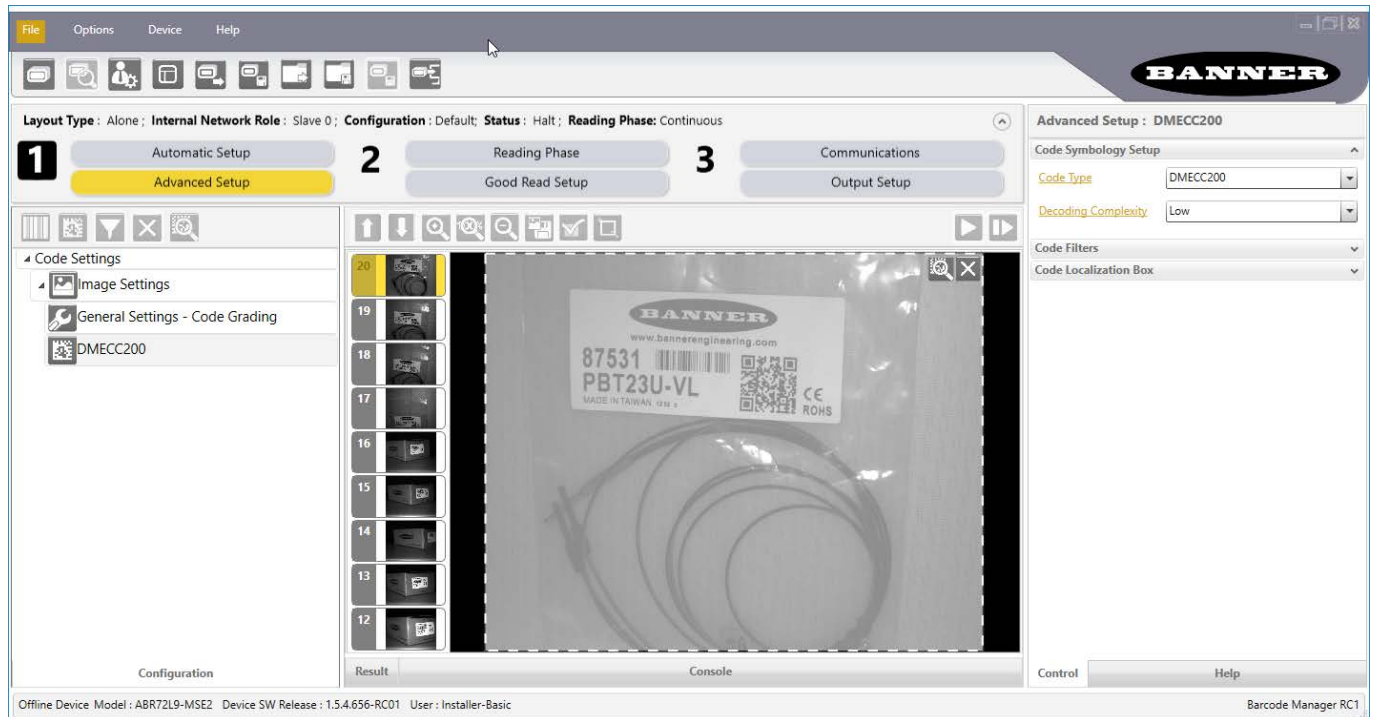 File Options Device Help
BANNER
Layout Type : Alone ; Internal Network Role : Slave 0 ; Configuration : Default; Status : Halt ; Reading Phase: Continuous
1 Automatic Setup
Advanced Setup
2 Reading Phase
Good Read Setup
3 Communications
Output Setup
Code Settings
Image Settings
General Settings - Code Grading
DMECC200
Configuration
20
19
18
17
16
15
14
13
12
BANNER
www.bannerengineering.com
87531
PBT23U-VL
MADE IN TAIWAN
CE
ROHS
Result Console
Advanced Setup : DMECC200
Code Symbology Setup
Code Type DMECC200
Decoding Complexity Low
Code Filters
Code Localization Box
Control Help
Offline Device Model : ABR72L9-MSE2 Device SW Release : 1.5.4.656-RC01 User : Installer-Basic
Barcode Manager RC1